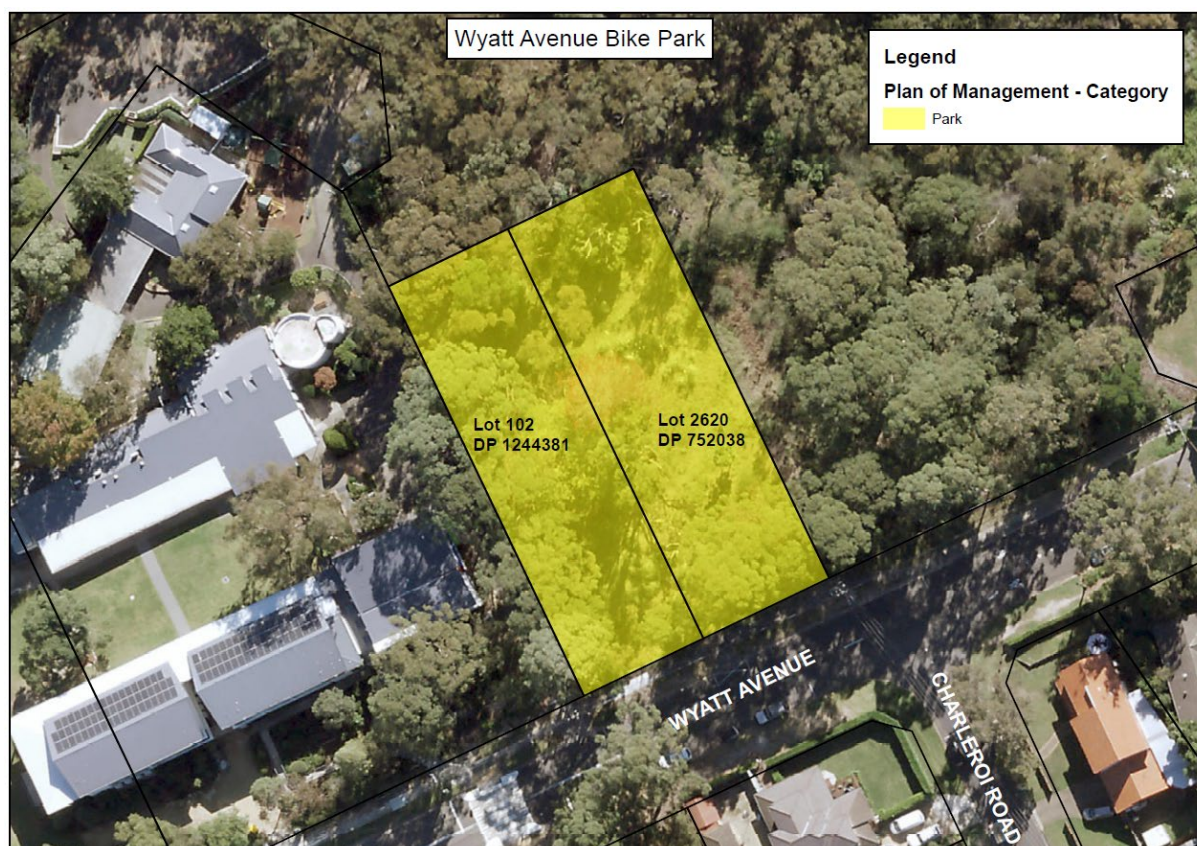 Wyatt Avenue Bike Park
Legend
Plan of Management - Category
Park
Lot 102
DP 1244381
Lot 2620
DP 752038
WYATT AVENUE
CHARLEROI ROAD